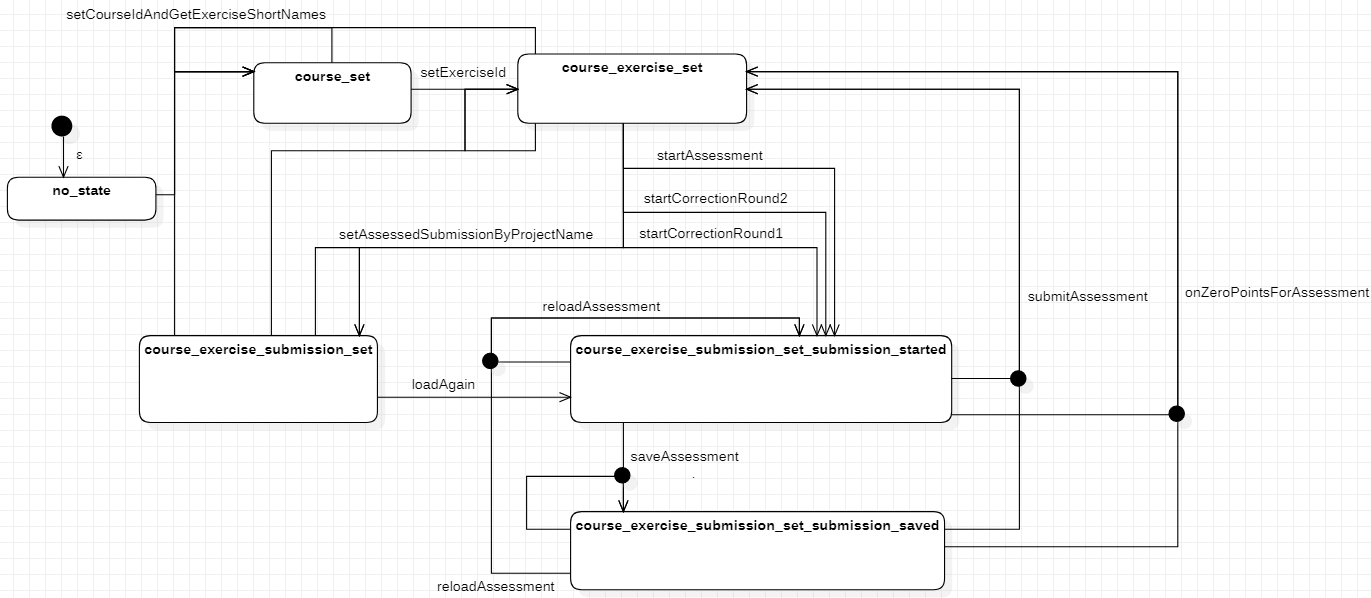 setCourseIdAndGetExerciseShortNames
course_set
setExerciseId
course_exercise_set
ε
no_state
startAssessment
startCorrectionRound2
setAssessedSubmissionByProjectName
startCorrectionRound1
submitAssessment
onZeroPointsForAssessment
reloadAssessment
course_exercise_submission_set
course_exercise_submission_set_submission_started
loadAgain
saveAssessment
.
course_exercise_submission_set_submission_saved
reloadAssessment